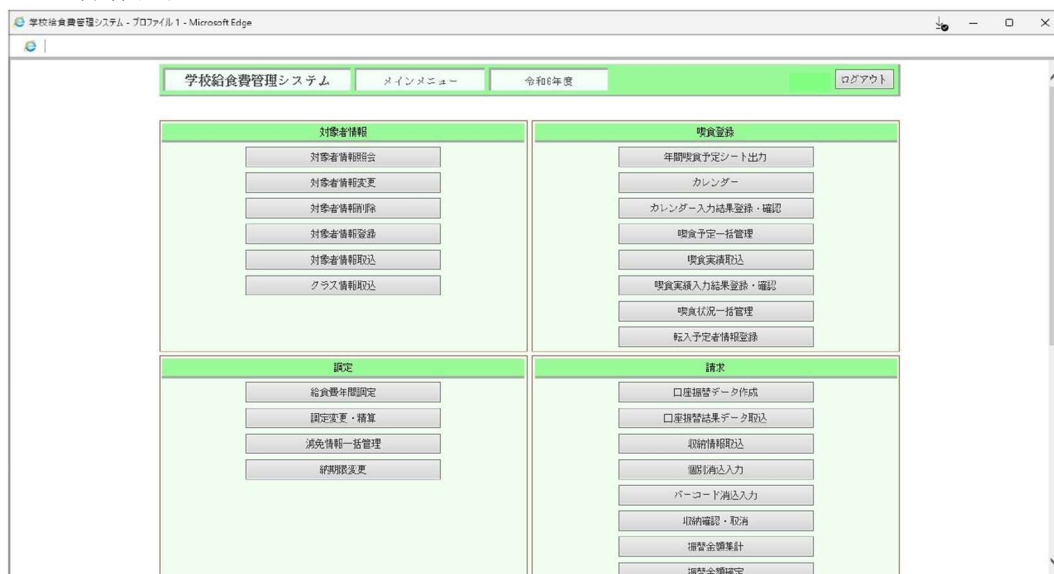 学校給食費管理システム - プロファイル 1 - Microsoft Edge
学校給食費管理システム メインメニュー 令和6年度 ログアウト
対象者情報
対象者情報照会
対象者情報変更
対象者情報削除
対象者情報登録
対象者情報取込
クラス情報取込
喫食登録
年間喫食予定シート出力
カレンダー
カレンダー入力結果登録・確認
喫食予定一括管理
喫食実績取込
喫食実績入力結果登録・確認
喫食状況一括管理
転入予定者情報登録
調定
給食費年間調定
調定変更・精算
減免情報一括管理
納期限変更
請求
口座振替データ作成
口座振替結果データ取込
収納情報取込
個別消込入力
バーコード消込入力
収納確認・取消
振替金額集計
振替金額確定